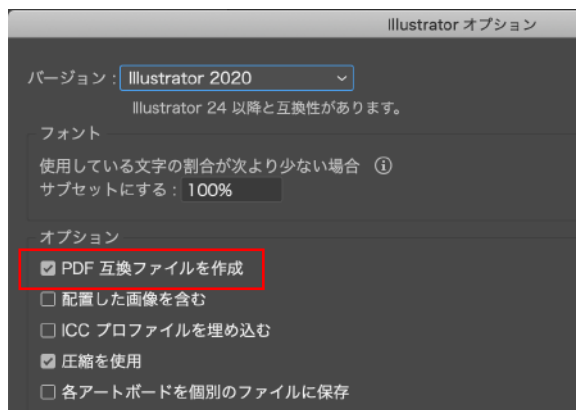 Illustrator オプション
バージョン : Illustrator 2020
Illustrator 24 以降と互換性があります。
フォント
使用している文字の割合が次より少ない場合
サブセットにする : 100%
オプション
PDF 互換ファイルを作成
配置した画像を含む
ICC プロファイルを埋め込む
圧縮を使用
各アートボードを個別のファイルに保存